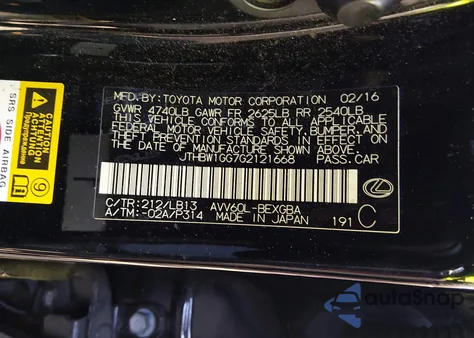 MFD.BY:TOYOTA MOTOR CORPORATION 02/16
GVWR 4740LB GAWR FR 2625LB RR 2540LB
THIS VEHICLE CONFORMS TO ALL APPLICABLE
FEDERAL MOTOR VEHICLE SAFETY, BUMPER, AND
THEFT PREVENTION STANDARDS IN EFFECT ON
THE DATE OF MANUFACTURE SHOWN ABOVE.
JTHBW1GG7G2121668 PASS.CAR
C/TR:212/LB13 AVV60L-BEXGBA
A/TM:-02A/P314 MADE IN JAPAN 191 C
CAUTION
SRS SIDE AIRBAG
9
autoSnap